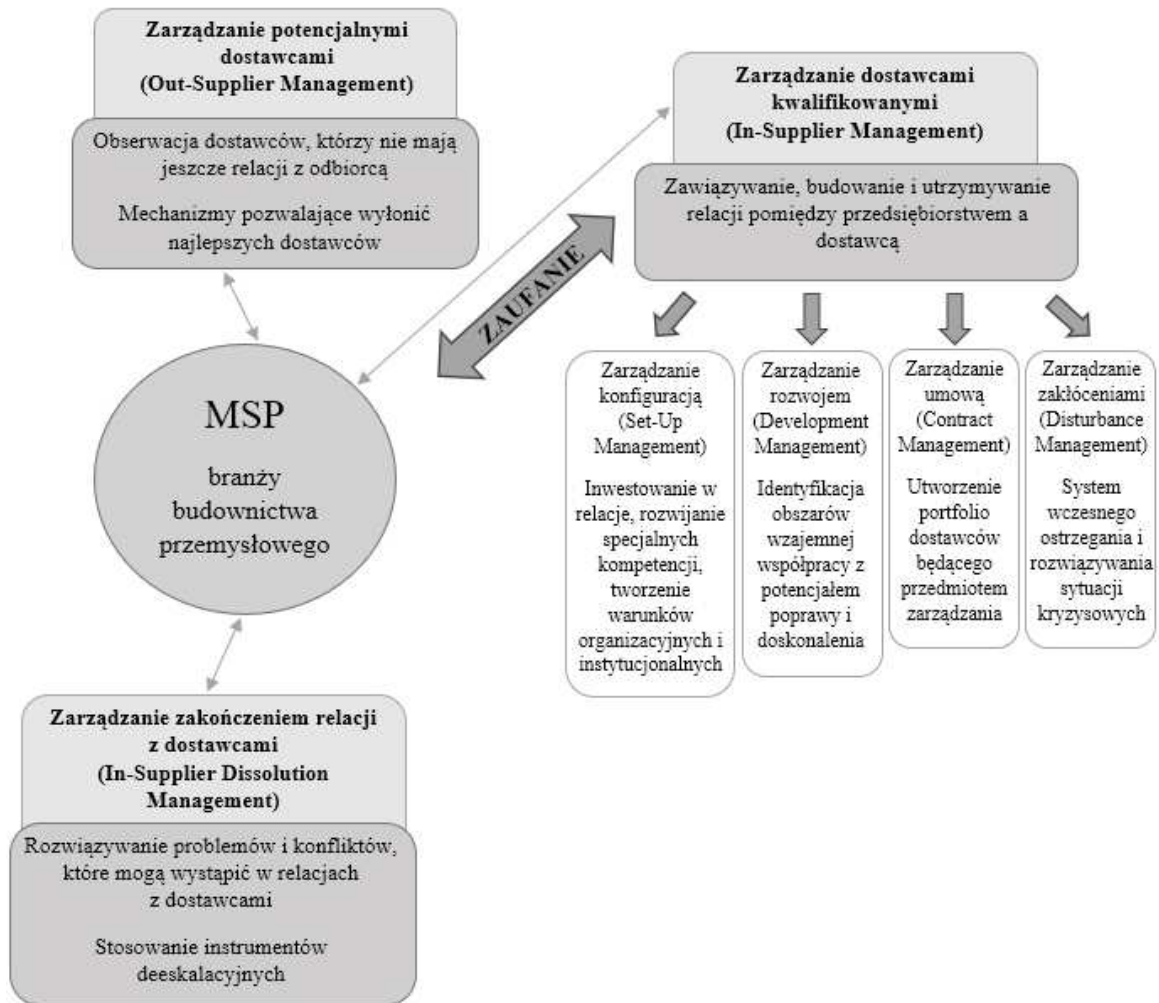 Zarządzanie potencjalnymi
dostawcami
(Out-Supplier Management)
Obserwacja dostawców, którzy nie mają
jeszcze relacji z odbiorcą
Mechanizmy pozwalające wyłonić
najlepszych dostawców
Zarządzanie dostawcami
kwalifikowanymi
(In-Supplier Management)
Zawiązywanie, budowanie i utrzymywanie
relacji pomiędzy przedsiębiorstwem a
dostawcą
ZAUFANIE
MSP
branży
budownictwa
przemysłowego
Zarządzanie
konfiguracją
(Set-Up
Management)
Inwestowanie w
relacje, rozwijanie
specjalnych
kompetencji,
tworzenie
warunków
organizacyjnych i
instytucjonalnych
Zarządzanie
rozwojem
(Development
Management)
Identyfikacja
obszarów
wzajemnej
współpracy z
potencjałem
poprawy i
doskonalenia
Zarządzanie
umową
(Contract
Management)
Utworzenie
portfolio
dostawców
będącego
przedmiotem
zarządzania
Zarządzanie
zakłóceniami
(Disturbance
Management)
System
wczesnego
ostrzegania i
rozwiązywania
sytuacji
kryzysowych
Zarządzanie zakończeniem relacji
z dostawcami
(In-Supplier Dissolution
Management)
Rozwiązywanie problemów i konfliktów,
które mogą wystąpić w relacjach
z dostawcami
Stosowanie instrumentów
deeskalacyjnych